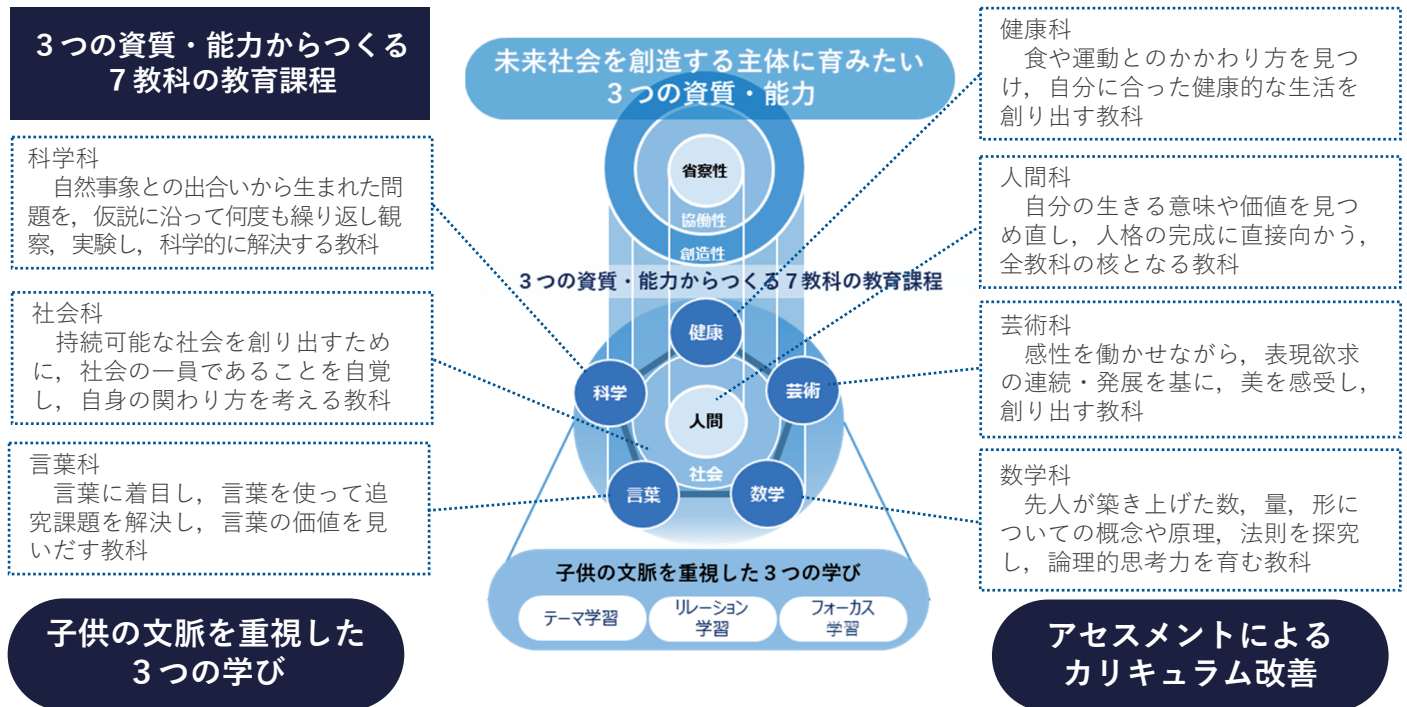 ３つの資質・能力からつくる
７教科の教育課程
科学科
自然事象との出合いから生まれた問
題を，仮説に沿って何度も繰り返し観
察，実験し，科学的に解決する教科
社会科
持続可能な社会を創り出すため
に，社会の一員であることを自覚
し，自身の関わり方を考える教科
言葉科
言葉に着目し，言葉を使って追
究課題を解決し，言葉の価値を見
いだす教科
子供の文脈を重視した
３つの学び
未来社会を創造する主体に育みたい
３つの資質・能力
省察性
協働性
創造性
３つの資質・能力からつくる７教科の教育課程
健康
科学
芸術
人間
社会
言葉
数学
子供の文脈を重視した３つの学び
テーマ学習
リレーション
学習
フォーカス
学習
健康科
食や運動とのかかわり方を見つ
け，自分に合った健康的な生活を
創り出す教科
人間科
自分の生きる意味や価値を見つ
め直し，人格の完成に直接向かう，
全教科の核となる教科
芸術科
感性を働かせながら，表現欲求
の連続・発展を基に，美を感受し，
創り出す教科
数学科
先人が築き上げた数，量，形に
ついての概念や原理，法則を探究
し，論理的思考力を育む教科
アセスメントによる
カリキュラム改善